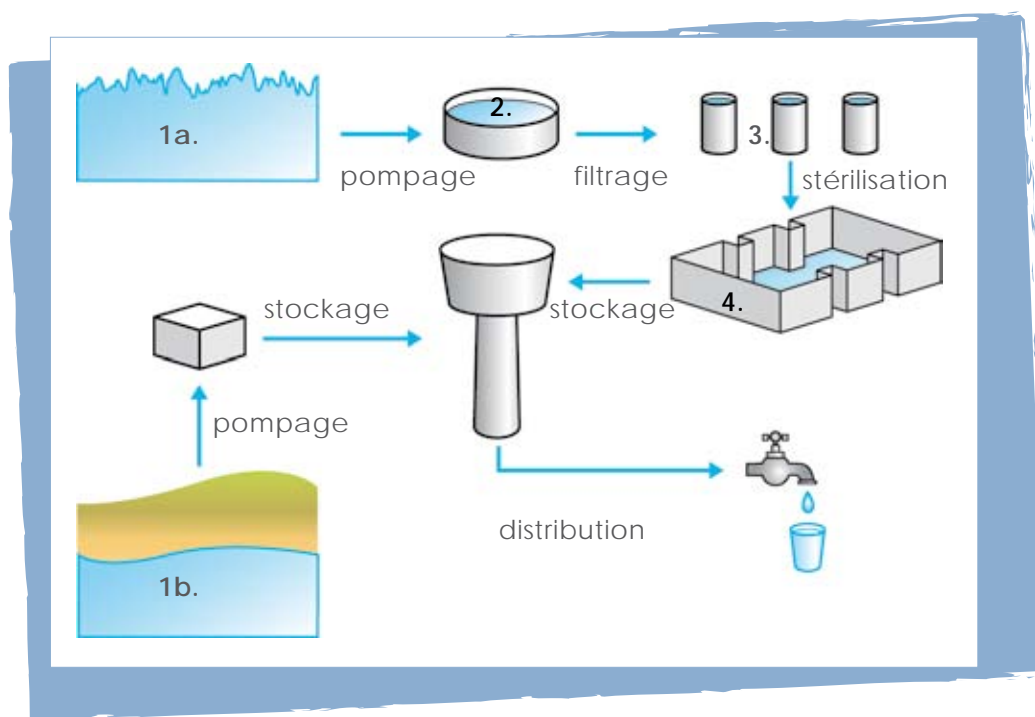 1a.
2.
3.
pompage
filtrage
stérilisation
4.
stockage
stockage
pompage
distribution
1b.